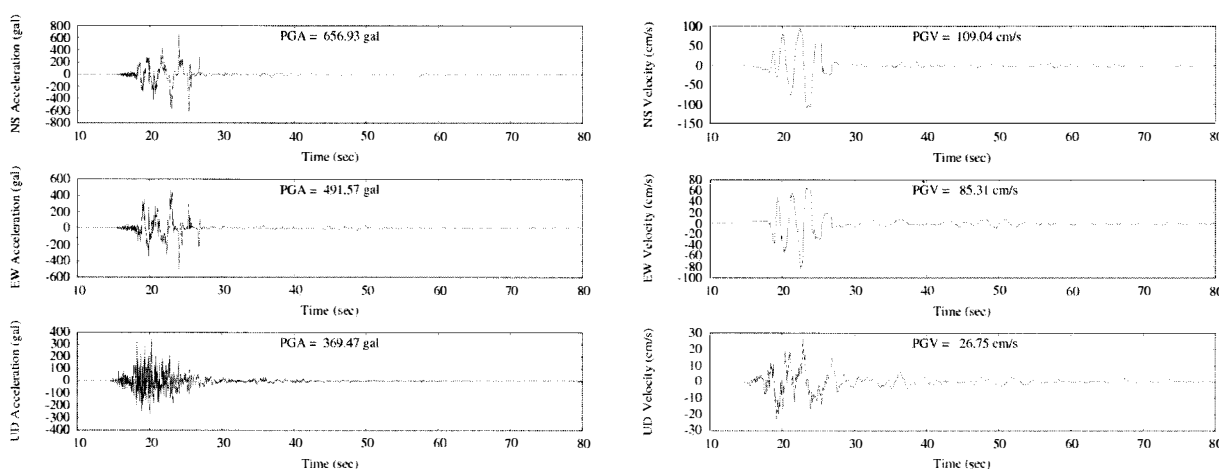 NS Acceleration (gal)
800
600
400
200
0
-200
-400
-600
-800
PGA = 656.93 gal
10 20 30 40 50 60 70 80
Time (sec)
NS Velocity (cm/s)
100
50
0
-50
-100
-150
PGV = 109.04 cm/s
10 20 30 40 50 60 70 80
Time (sec)
EW Acceleration (gal)
600
400
200
0
-200
-400
-600
PGA = 491.57 gal
10 20 30 40 50 60 70 80
Time (sec)
EW Velocity (cm/s)
80
60
40
20
0
-20
-40
-60
-80
-100
PGV = 85.31 cm/s
10 20 30 40 50 60 70 80
Time (sec)
UD Acceleration (gal)
400
300
200
100
0
-100
-200
-300
-400
PGA = 369.47 gal
10 20 30 40 50 60 70 80
Time (sec)
UD Velocity (cm/s)
30
20
10
0
-10
-20
-30
PGV = 26.75 cm/s
10 20 30 40 50 60 70 80
Time (sec)